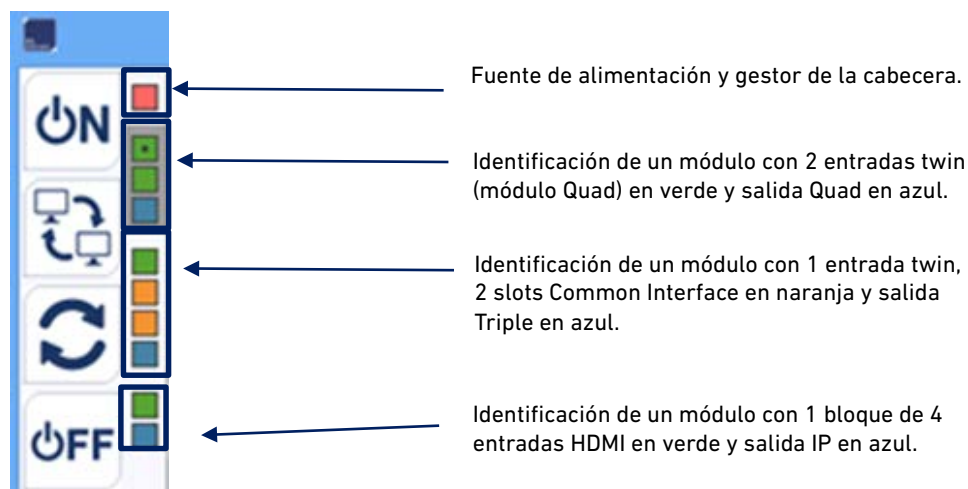 ON
Fuente de alimentación y gestor de la cabecera.
Identificación de un módulo con 2 entradas twin
(módulo Quad) en verde y salida Quad en azul.
Identificación de un módulo con 1 entrada twin,
2 slots Common Interface en naranja y salida
Triple en azul.
OFF
Identificación de un módulo con 1 bloque de 4
entradas HDMI en verde y salida IP en azul.